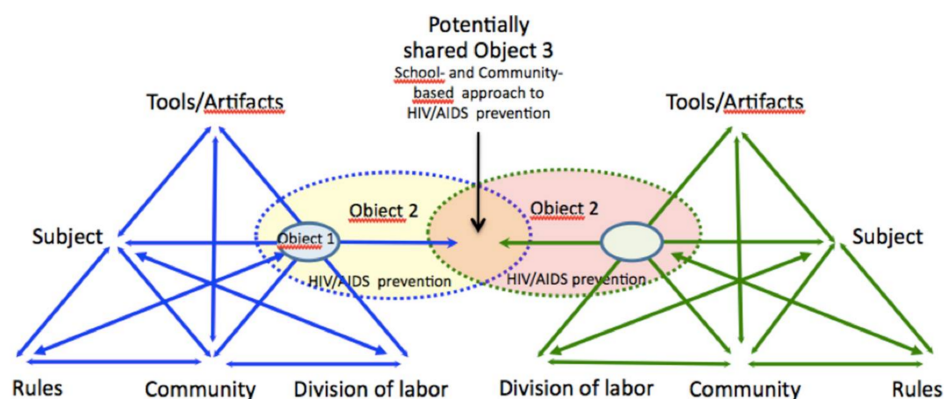 Potentially
shared Object 3
School- and Community-
based approach to
HIV/AIDS prevention
Tools/Artifacts
Tools/Artifacts
Object 2
Object 2
Subject
Object 1
Subject
HIV/AIDS prevention
HIV/AIDS prevention
Rules
Community
Division of labor
Division of labor
Community
Rules